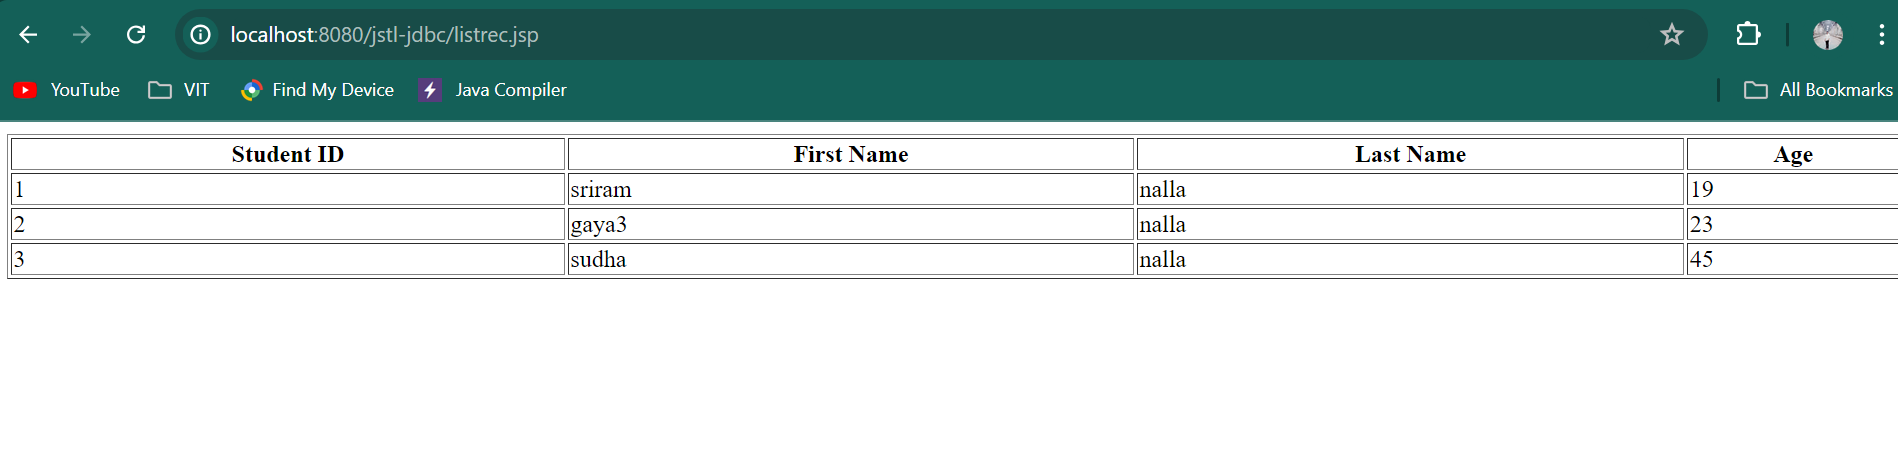 localhost:8080/jstl-jdbc/listrec.jsp
YouTube VIT Find My Device Java Compiler All Bookmarks
Student ID First Name Last Name Age
1 sriram nalla 19
2 gaya3 nalla 23
3 sudha nalla 45